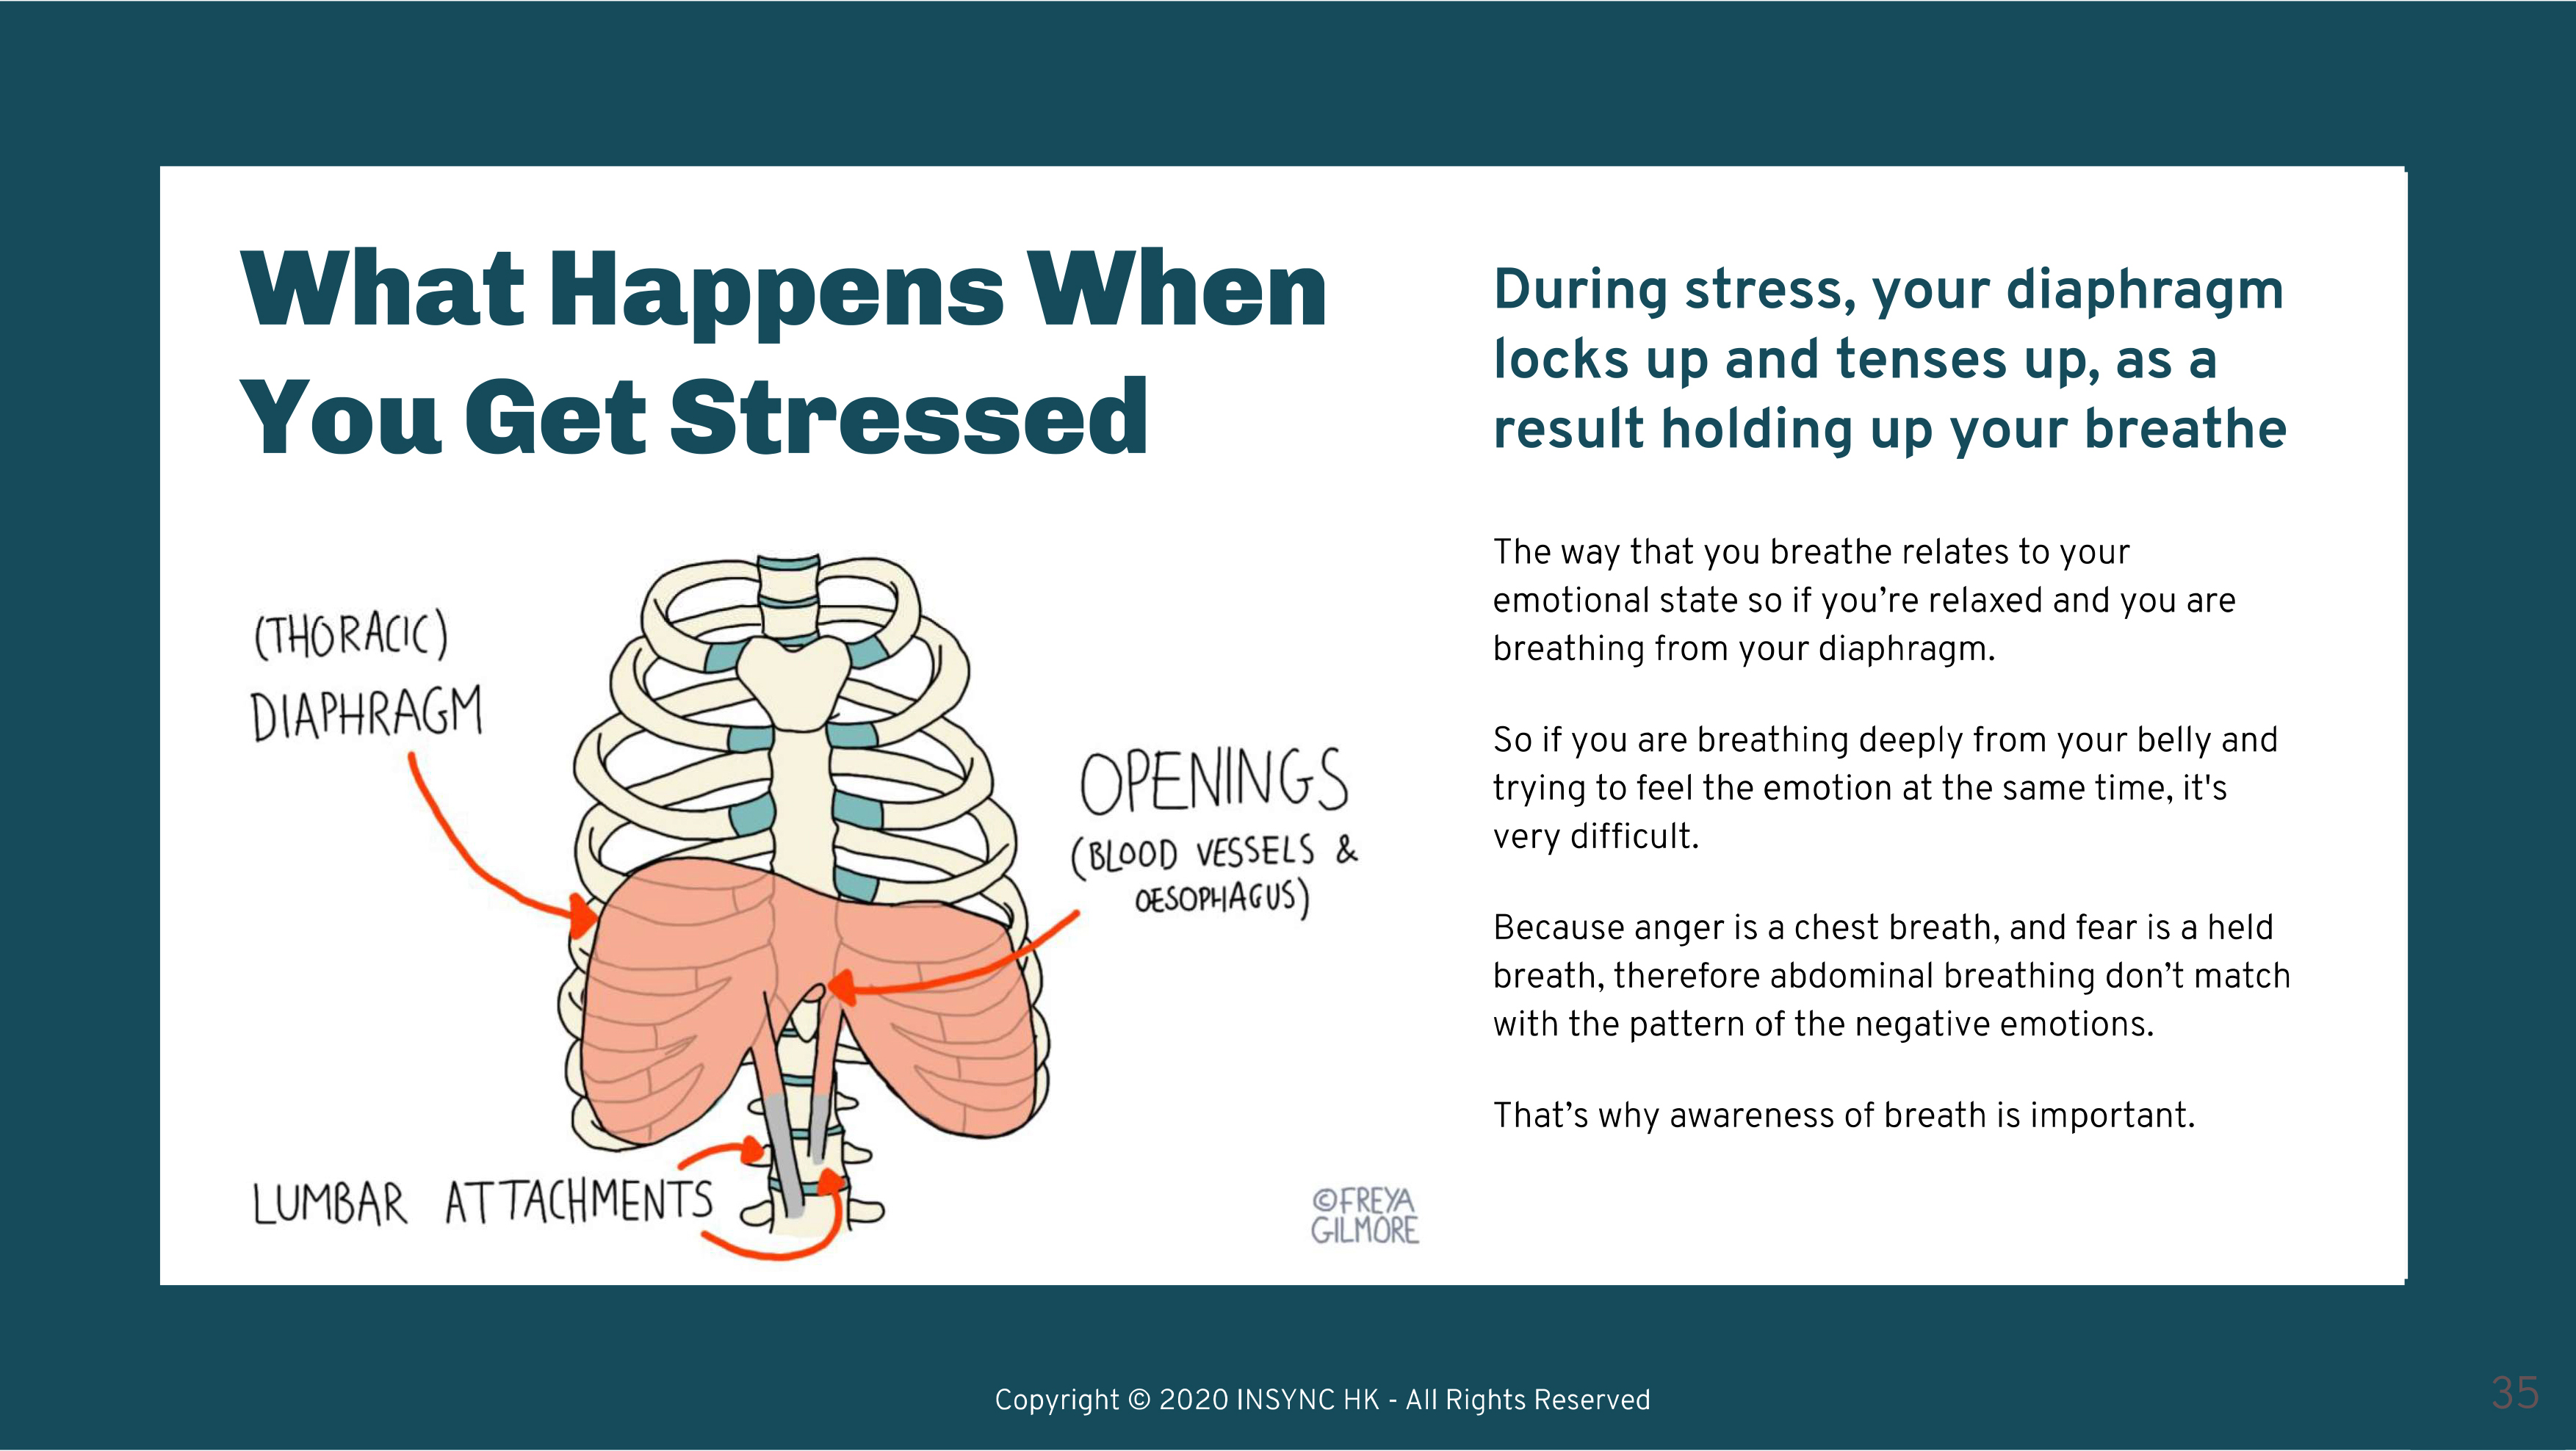 What Happens When
You Get Stressed
(THORACIC)
DIAPHRAGM
OPENINGS
(BLOOD VESSELS &
OESOPHAGUS)
LUMBAR ATTACHMENTS
©FREYA
GILMORE
During stress, your diaphragm
locks up and tenses up, as a
result holding up your breathe
The way that you breathe relates to your
emotional state so if you’re relaxed and you are
breathing from your diaphragm.
So if you are breathing deeply from your belly and
trying to feel the emotion at the same time, it's
very difficult.
Because anger is a chest breath, and fear is a held
breath, therefore abdominal breathing don’t match
with the pattern of the negative emotions.
That’s why awareness of breath is important.
Copyright © 2020 INSYNC HK - All Rights Reserved
35